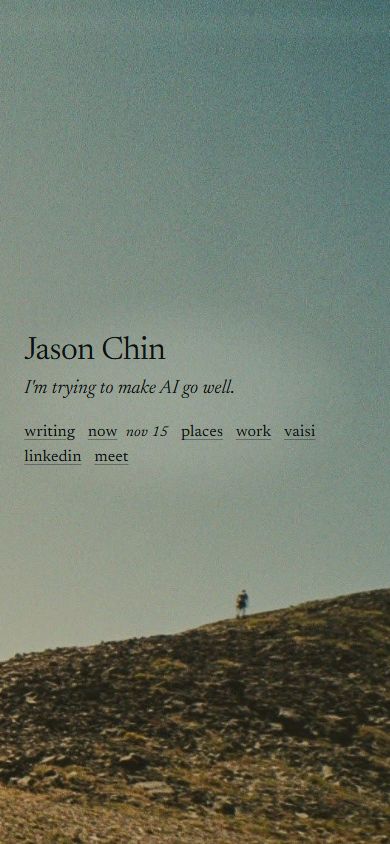 Jason Chin
I'm trying to make AI go well.
writing now nov 15 places work vaisi
linkedin meet